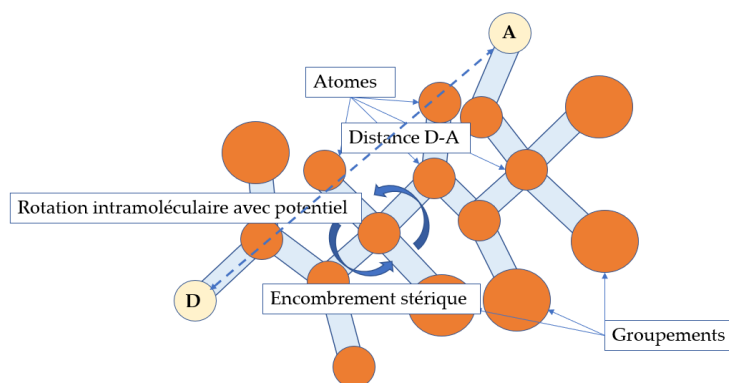 A
Atomes
Distance D-A
Rotation intramoléculaire avec potentiel
D
Encombrement stérique
Groupements